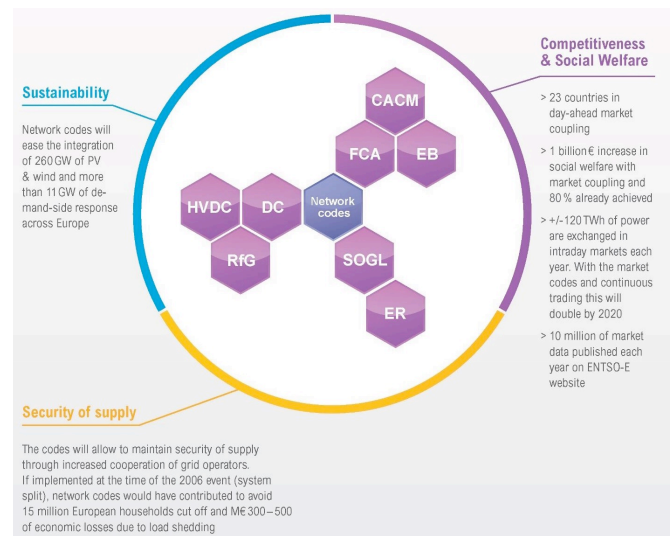 Sustainability
Network codes will
ease the integration
of 260 GW of PV
& wind and more
than 11 GW of de-
mand-side response
across Europe
CACM
FCA
EB
HVDC
DC
Network
codes
RfG
SOGL
ER
Competitiveness
& Social Welfare
> 23 countries in
day-ahead market
coupling
> 1 billion € increase in
social welfare with
market coupling and
80 % already achieved
> +/-120 TWh of power
are exchanged in
intraday markets each
year. With the market
codes and continuous
trading this will
double by 2020
> 10 million of market
data published each
year on ENTSO-E
website
Security of supply
The codes will allow to maintain security of supply
through increased cooperation of grid operators.
If implemented at the time of the 2006 event (system
split), network codes would have contributed to avoid
15 million European households cut off and M€ 300 – 500
of economic losses due to load shedding